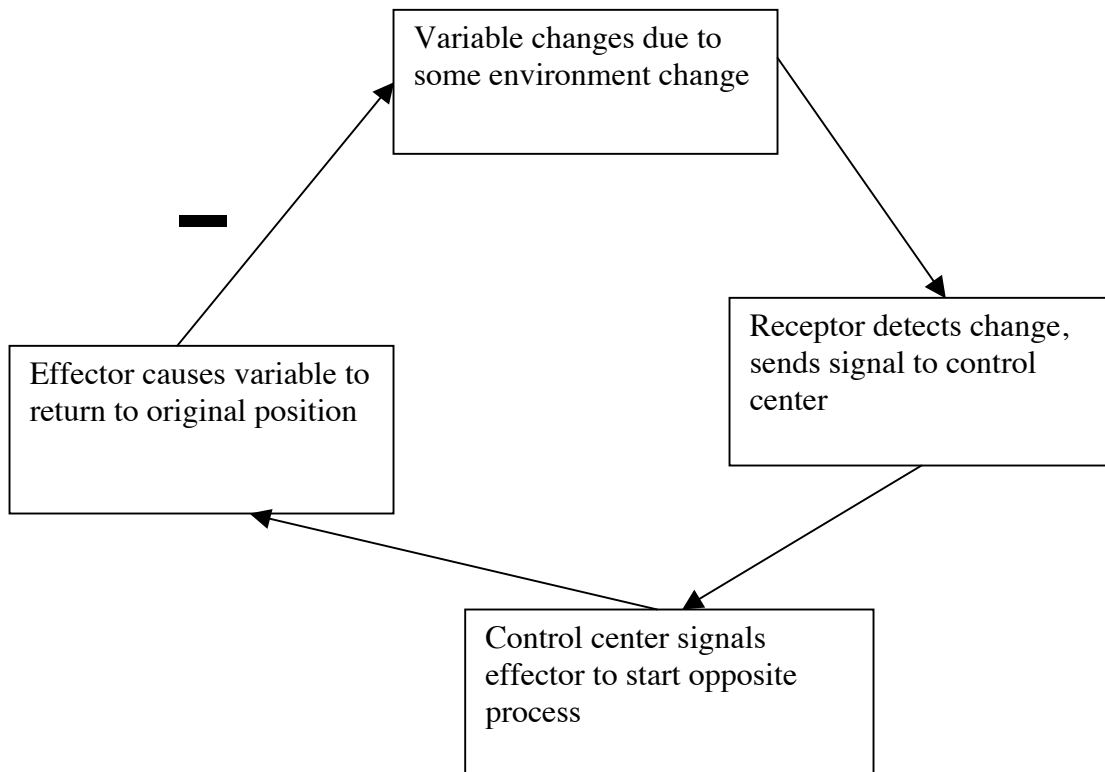 Variable changes due to
some environment change
Receptor detects change,
sends signal to control
center
Effector causes variable to
return to original position
Control center signals
effector to start opposite
process